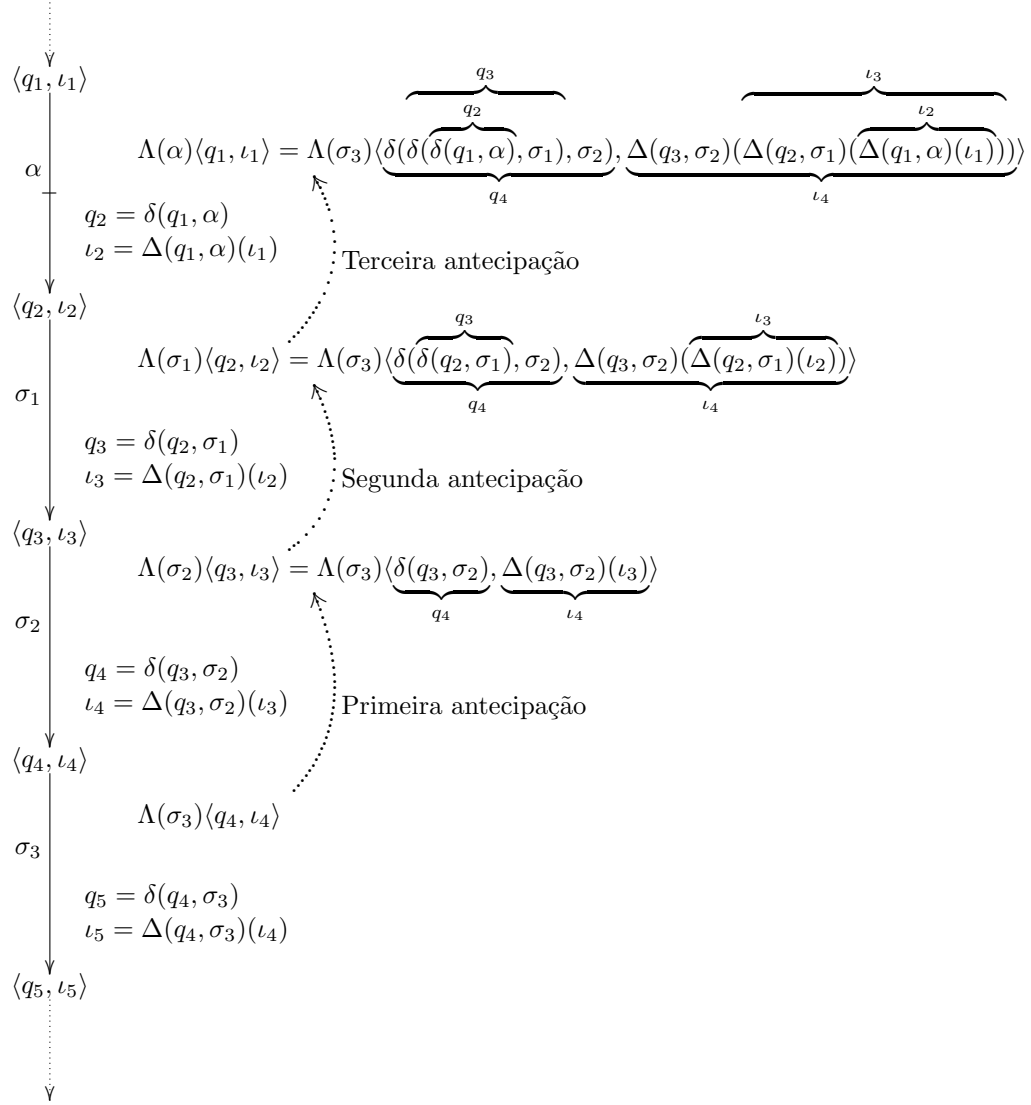 ⟨q₁, ι₁⟩
q₃ ι₃
q₂ ι₂
α Λ(α)⟨q₁, ι₁⟩ = Λ(σ₃)⟨δ(δ(δ(q₁, α), σ₁), σ₂), Δ(q₃, σ₂)(Δ(q₂, σ₁)(Δ(q₁, α)(ι₁)))⟩
q₄ ι₄
q₂ = δ(q₁, α)
ι₂ = Δ(q₁, α)(ι₁)
Terceira antecipação
⟨q₂, ι₂⟩
q₃ ι₃
Λ(σ₁)⟨q₂, ι₂⟩ = Λ(σ₃)⟨δ(δ(q₂, σ₁), σ₂), Δ(q₃, σ₂)(Δ(q₂, σ₁)(ι₂))⟩
σ₁
q₄ ι₄
q₃ = δ(q₂, σ₁)
ι₃ = Δ(q₂, σ₁)(ι₂)
Segunda antecipação
⟨q₃, ι₃⟩
Λ(σ₂)⟨q₃, ι₃⟩ = Λ(σ₃)⟨δ(q₃, σ₂), Δ(q₃, σ₂)(ι₃)⟩
q₄ ι₄
σ₂
q₄ = δ(q₃, σ₂)
ι₄ = Δ(q₃, σ₂)(ι₃)
Primeira antecipação
⟨q₄, ι₄⟩
Λ(σ₃)⟨q₄, ι₄⟩
σ₃
q₅ = δ(q₄, σ₃)
ι₅ = Δ(q₄, σ₃)(ι₄)
⟨q₅, ι₅⟩